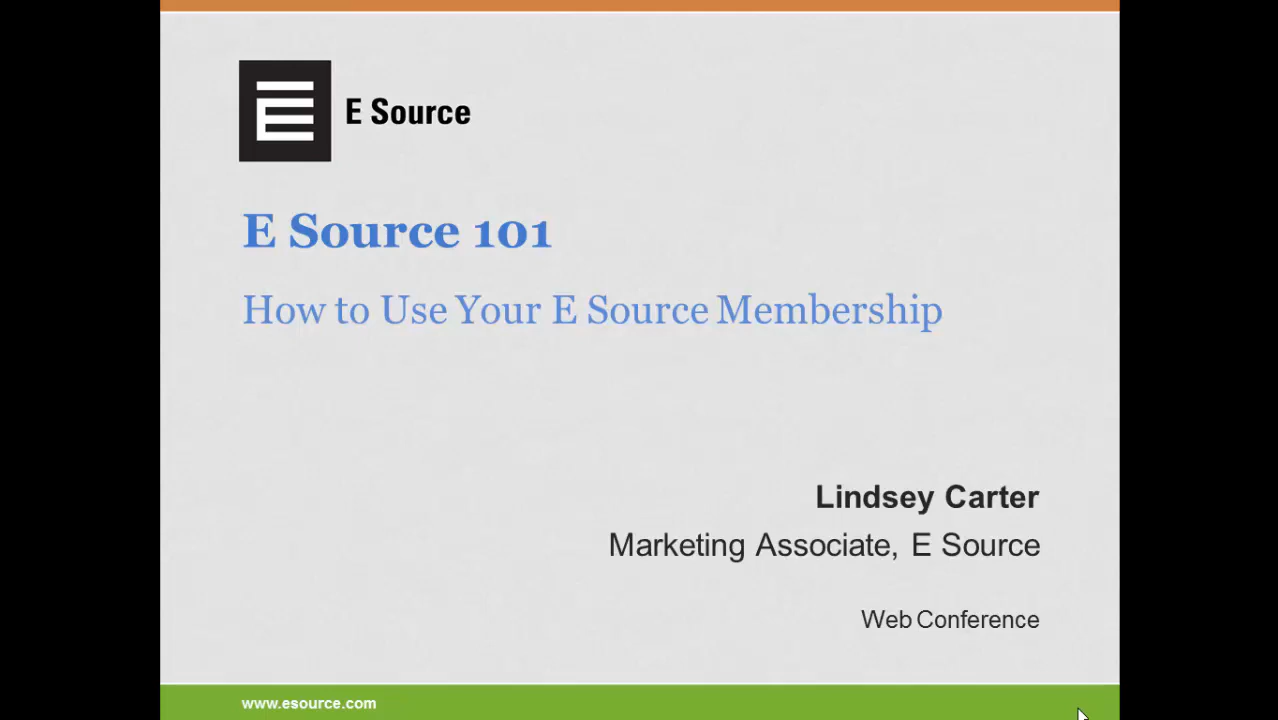 E Source
E Source 101
How to Use Your E Source Membership
Lindsey Carter
Marketing Associate, E Source
Web Conference
www.esource.com